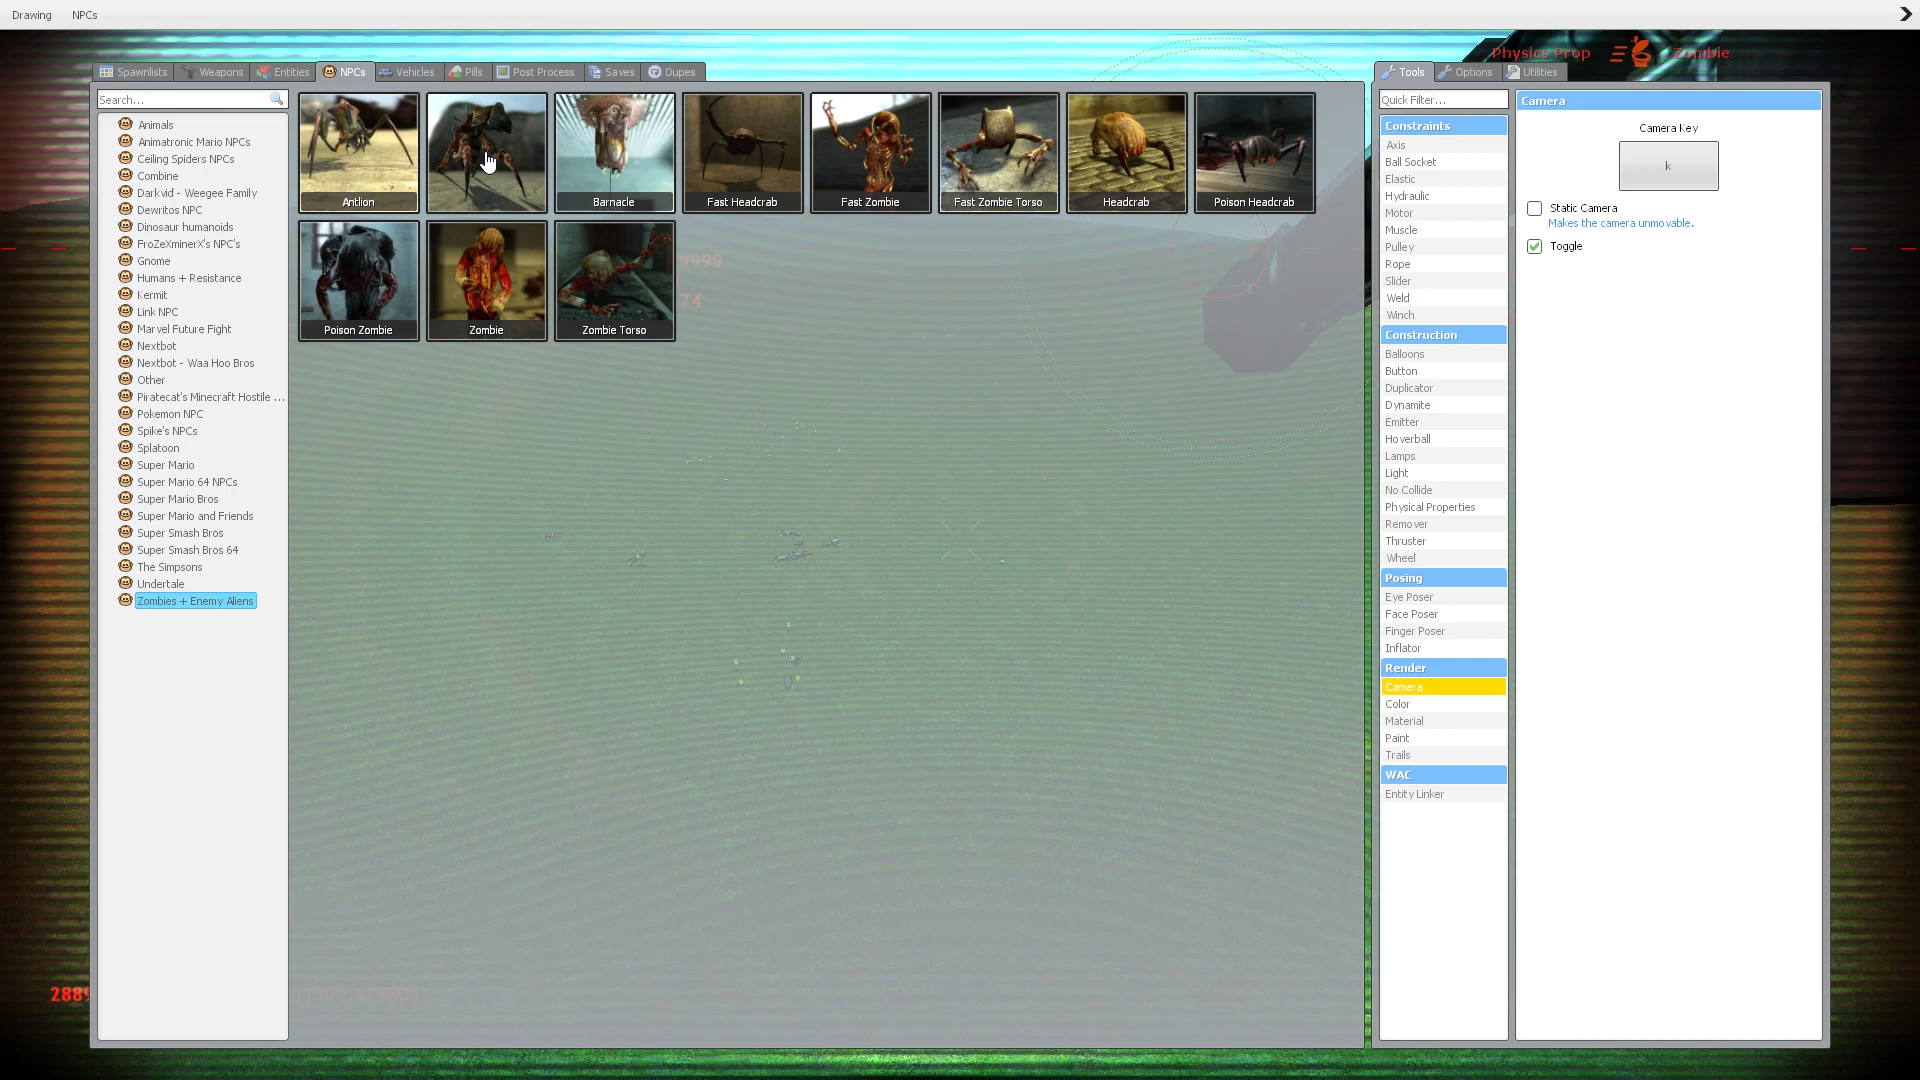 Drawing NPCs
Physics Prop Zombie
Spawnlists Weapons Entities NPCs Vehicles Pills Post Process Saves Dupes
Search...
Animals
Animatronic Mario NPCs
Ceiling Spiders NPCs
Combine
Darkvid - Weegee Family
Dewritos NPC
Dinosaur humanoids
FroZeXminerX's NPC's
Gnome
Humans + Resistance
Kermit
Link NPC
Marvel Future Fight
Nextbot
Nextbot - Waa Hoo Bros
Other
Piratecat's Minecraft Hostile ...
Pokemon NPC
Spike's NPCs
Splatoon
Super Mario
Super Mario 64 NPCs
Super Mario Bros
Super Mario and Friends
Super Smash Bros
Super Smash Bros 64
The Simpsons
Undertale
Zombies + Enemy Aliens
Antlion
Barnacle
Fast Headcrab
Fast Zombie
Fast Zombie Torso
Headcrab
Poison Headcrab
Poison Zombie
Zombie
Zombie Torso
9999
74
2889
Tools Options Utilities
Quick Filter...
Constraints
Axis
Ball Socket
Elastic
Hydraulic
Motor
Muscle
Pulley
Rope
Slider
Weld
Winch
Construction
Balloons
Button
Duplicator
Dynamite
Emitter
Hoverball
Lamps
Light
No Collide
Physical Properties
Remover
Thruster
Wheel
Posing
Eye Poser
Face Poser
Finger Poser
Inflator
Render
Camera
Color
Material
Paint
Trails
WAC
Entity Linker
Camera
Camera Key
k
Static Camera
Makes the camera unmovable.
Toggle